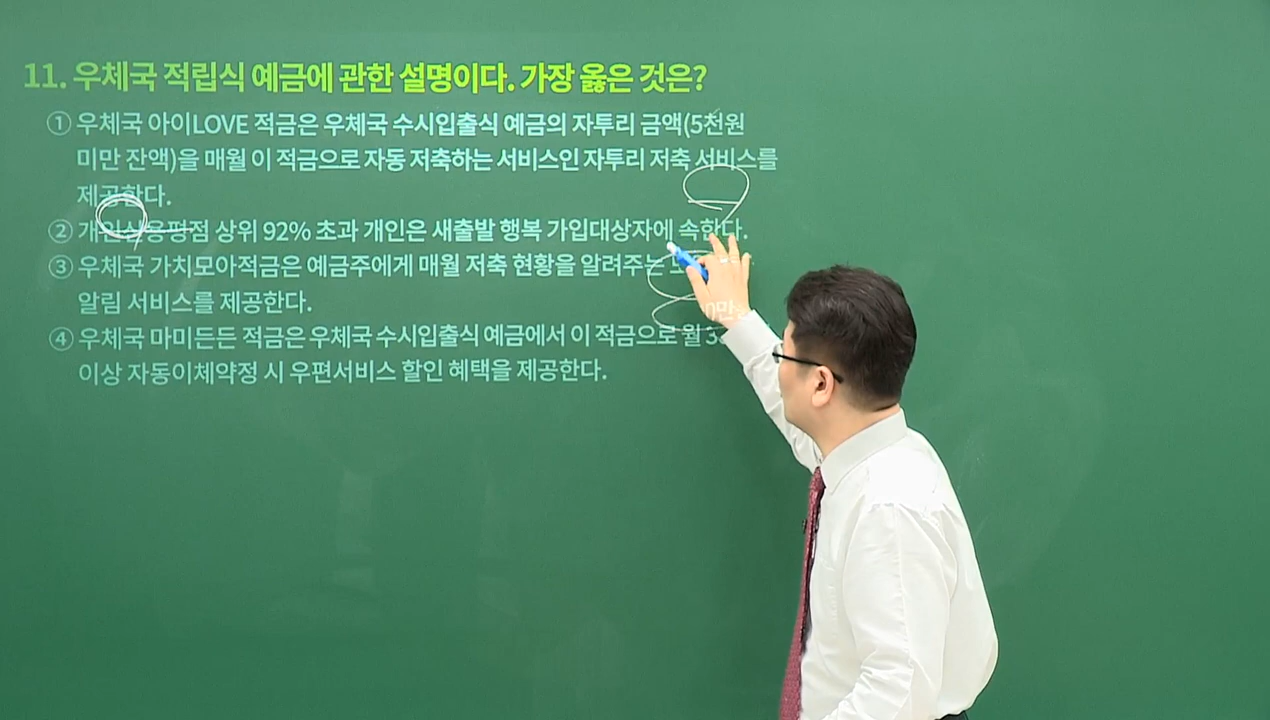 11. 우체국 적립식 예금에 관한 설명이다. 가장 옳은 것은?
① 우체국 아이LOVE 적금은 우체국 수시입출식 예금의 자투리 금액(5천원
미만 잔액)을 매월 이 적금으로 자동 저축하는 서비스인 자투리 저축 서비스를
제공한다.
② 개인신용평점 상위 92% 초과 개인은 새출발 행복 가입대상자에 속한다.
③ 우체국 가치모아적금은 예금주에게 매월 저축 현황을 알려주는
알림 서비스를 제공한다.
④ 우체국 마미든든 적금은 우체국 수시입출식 예금에서 이 적금으로 월
이상 자동이체약정 시 우편서비스 할인 혜택을 제공한다.